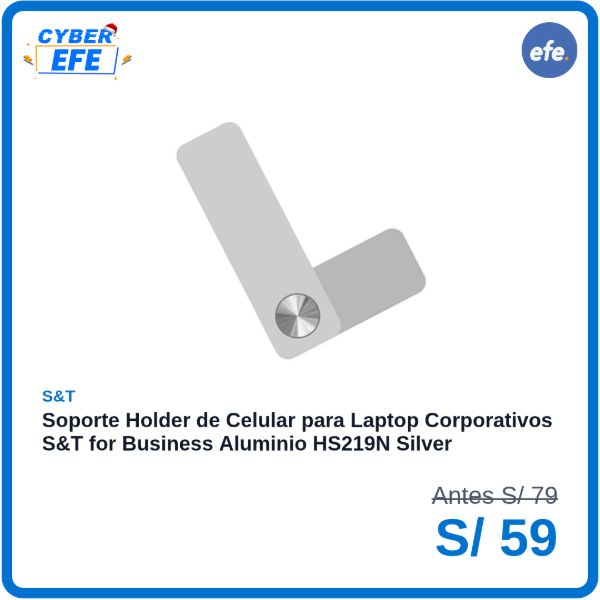 CYBER
EFE
efe.
S&T
Soporte Holder de Celular para Laptop Corporativos
S&T for Business Aluminio HS219N Silver
Antes S/ 79
S/ 59